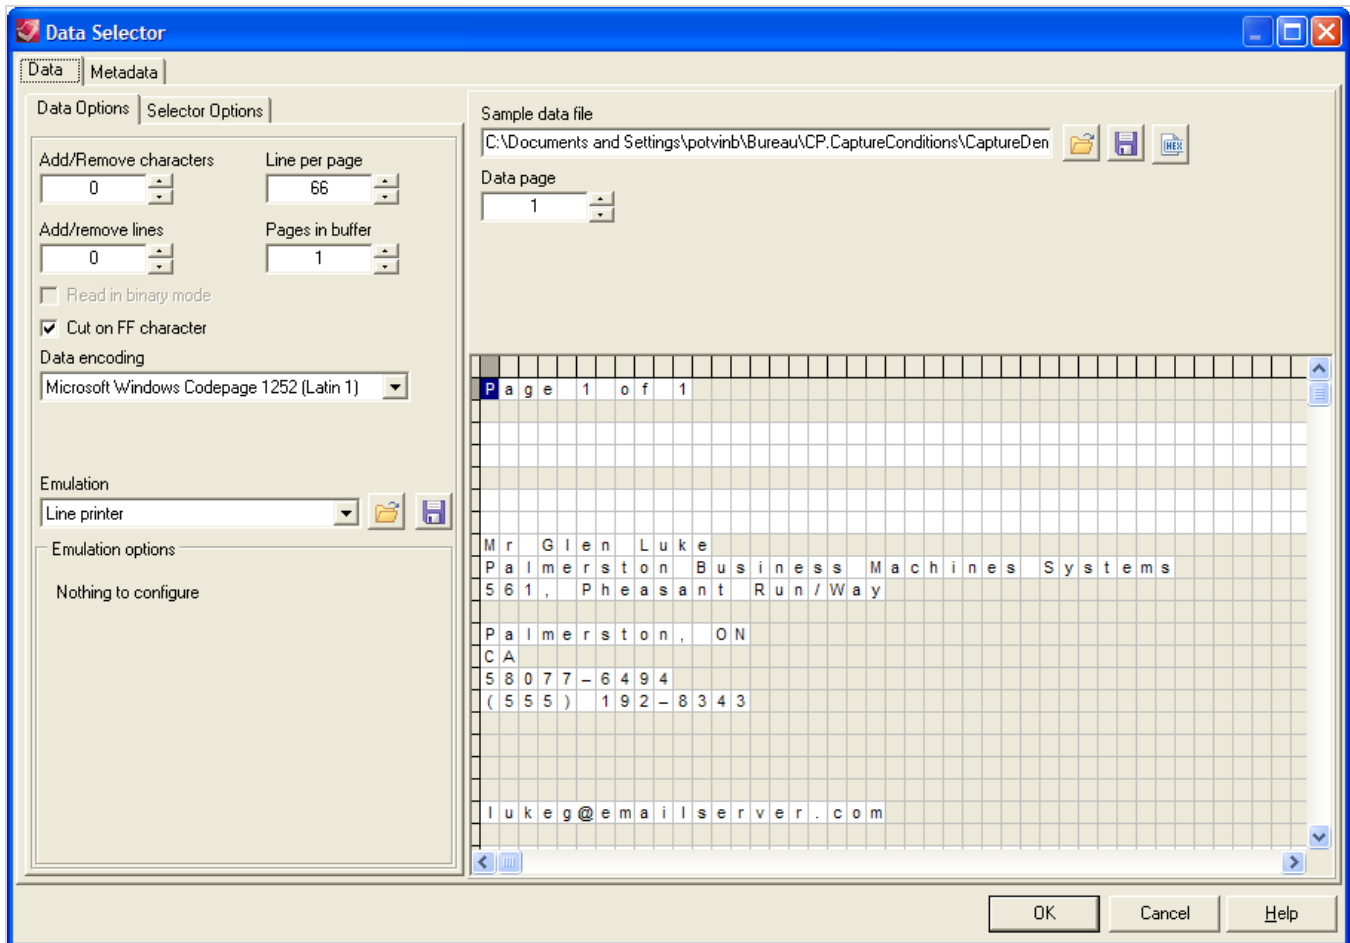 Data Selector
Data Metadata
Data Options Selector Options
Add/Remove characters Line per page
0 66
Add/remove lines Pages in buffer
0 1
Read in binary mode
Cut on FF character
Data encoding
Microsoft Windows Codepage 1252 (Latin 1)
Emulation
Line printer
Emulation options
Nothing to configure
Sample data file
C:\Documents and Settings\potvinb\Bureau\CP.CaptureConditions\CaptureDen
HEX
Data page
1
Page 1 of 1
Mr Glen Luke
Palmerston Business Machines Systems
561, Pheasant Run/Way
Palmerston, ON
CA
58077-6494
(555) 192-8343
lukeg@emailserver.com
OK Cancel Help